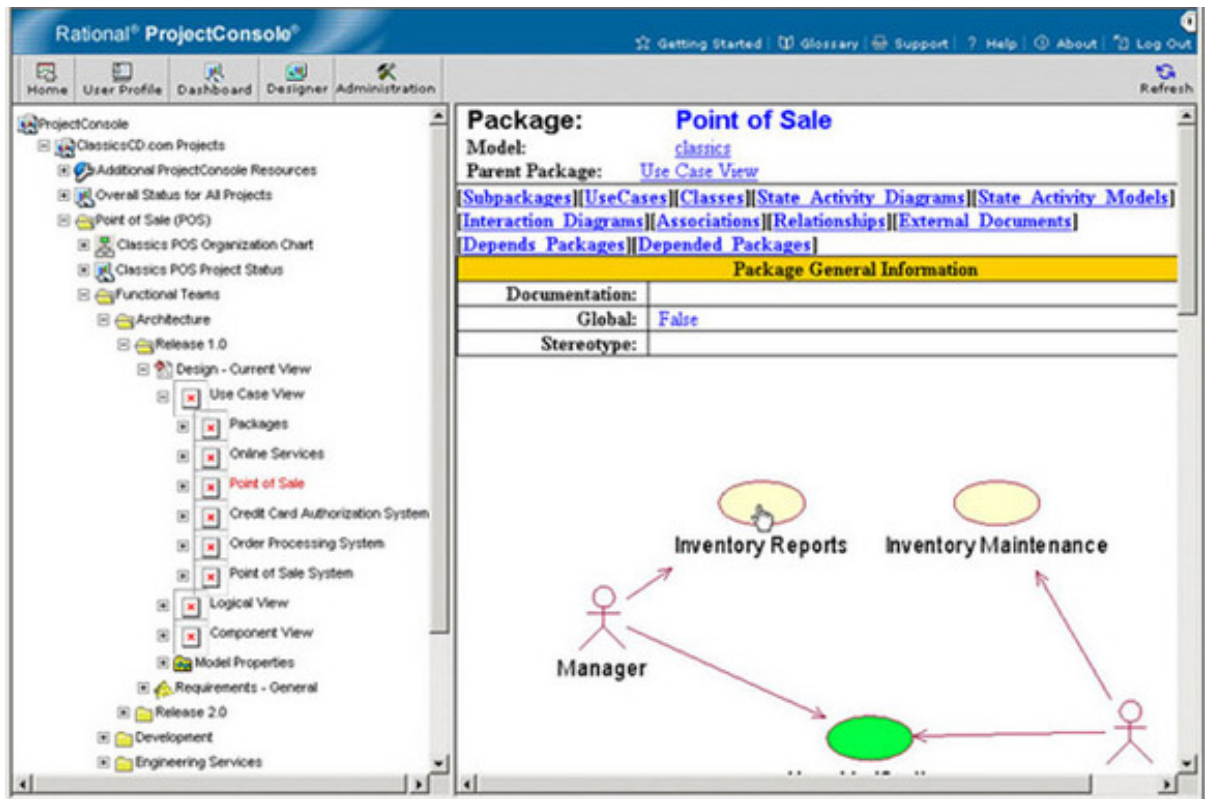 Rational® ProjectConsole®
Getting Started | Glossary | Support | ? Help | About | Log Out
Home User Profile Dashboard Designer Administration
Refresh
ProjectConsole
ClassicsCD.com Projects
Additional ProjectConsole Resources
Overall Status for All Projects
Point of Sale (POS)
Classics POS Organization Chart
Classics POS Project Status
Functional Teams
Architecture
Release 1.0
Design - Current View
Use Case View
Packages
Online Services
Point of Sale
Credit Card Authorization System
Order Processing System
Point of Sale System
Logical View
Component View
Model Properties
Requirements - General
Release 2.0
Development
Engineering Services
Package: Point of Sale
Model: classics
Parent Package: Use Case View
[Subpackages][UseCases][Classes][State Activity Diagrams][State Activity Models]
[Interaction Diagrams][Associations][Relationships][External Documents]
[Depends Packages][Depended Packages]
Package General Information
Documentation:
Global: False
Stereotype:
Inventory Reports Inventory Maintenance
Manager